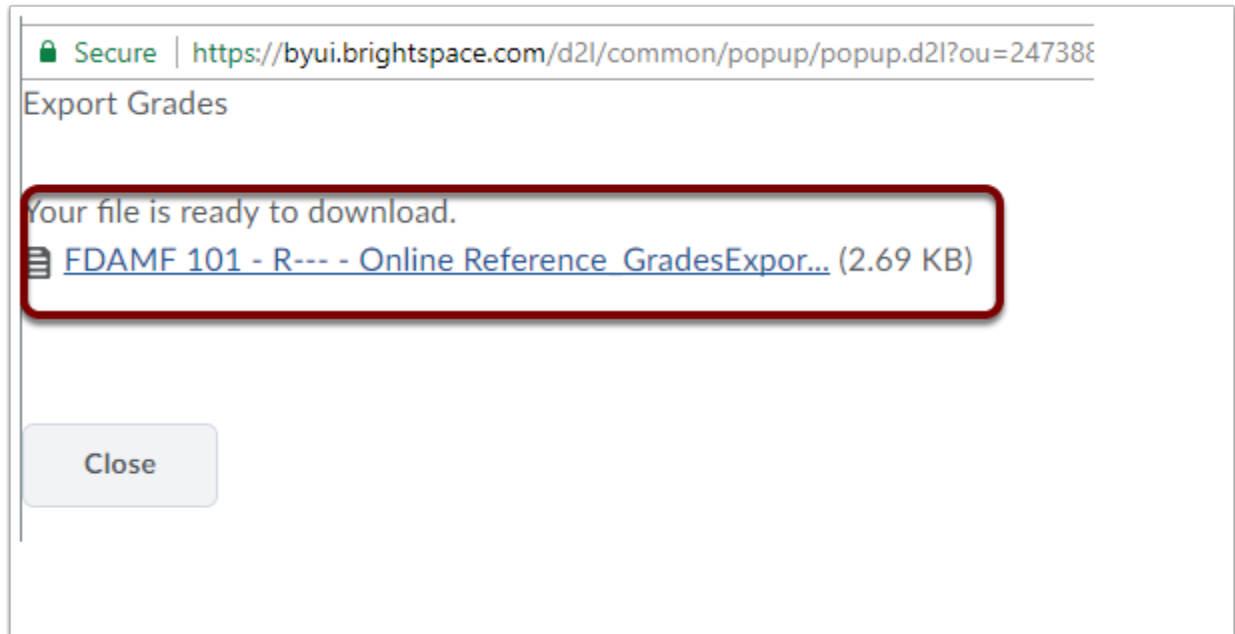 Secure | https://byui.brightspace.com/d2l/common/popup/popup.d2l?ou=247388
Export Grades
Your file is ready to download.
FDAMF 101 - R--- - Online Reference_GradesExpor... (2.69 KB)
Close